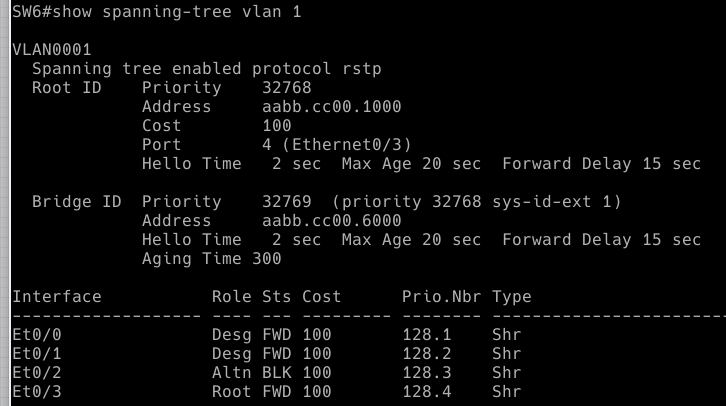 SW6#show spanning-tree vlan 1
VLAN0001
Spanning tree enabled protocol rstp
Root ID Priority 32768
Address aabb.cc00.1000
Cost 100
Port 4 (Ethernet0/3)
Hello Time 2 sec Max Age 20 sec Forward Delay 15 sec
Bridge ID Priority 32769 (priority 32768 sys-id-ext 1)
Address aabb.cc00.6000
Hello Time 2 sec Max Age 20 sec Forward Delay 15 sec
Aging Time 300
Interface Role Sts Cost Prio.Nbr Type
------------------- ---- --- --------- -------- ------------------------
Et0/0 Desg FWD 100 128.1 Shr
Et0/1 Desg FWD 100 128.2 Shr
Et0/2 Altn BLK 100 128.3 Shr
Et0/3 Root FWD 100 128.4 Shr